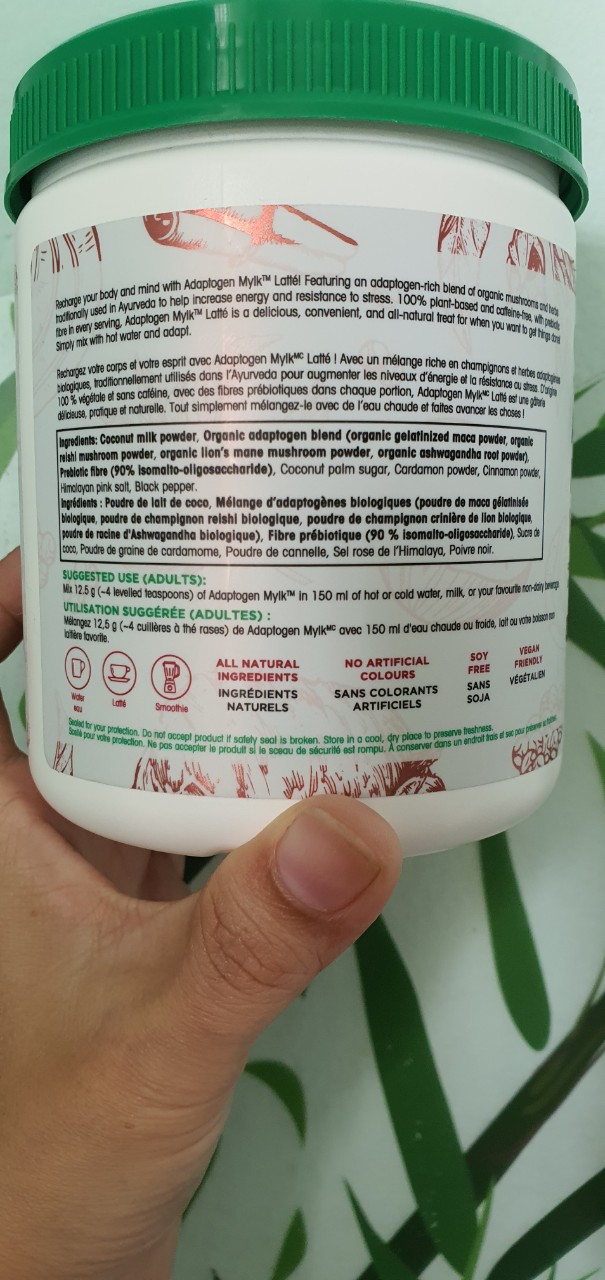 Recharge your body and mind with Adaptogen Mylk™ Latté! Featuring an adaptogen-rich blend of organic mushrooms and herbs
traditionally used in Ayurveda to help increase energy and resistance to stress. 100% plant-based and caffeine-free, with prebiotic
fibre in every serving, Adaptogen Mylk™ Latté is a delicious, convenient, and all-natural treat for when you want to get things done!
Simply mix with hot water and adapt.
Rechargez votre corps et votre esprit avec Adaptogen Mylkᴹᶜ Latté ! Avec un mélange riche en champignons et herbes adaptogènes
biologiques, traditionnellement utilisés dans l'Ayurveda pour augmenter les niveaux d'énergie et la résistance au stress. D'origine
100 % végétale et sans caféine, avec des fibres prébiotiques dans chaque portion, Adaptogen Mylkᴹᶜ Latté est une gâterie
délicieuse, pratique et naturelle. Tout simplement mélangez-le avec de l'eau chaude et faites avancer les choses !
Ingredients: Coconut milk powder, Organic adaptogen blend (organic gelatinized maca powder, organic
reishi mushroom powder, organic lion's mane mushroom powder, organic ashwagandha root powder),
Prebiotic fibre (90% isomalto-oligosaccharide), Coconut palm sugar, Cardamon powder, Cinnamon powder,
Himalayan pink salt, Black pepper.
Ingrédients : Poudre de lait de coco, Mélange d'adaptogènes biologiques (poudre de maca gélatinisée
biologique, poudre de champignon reishi biologique, poudre de champignon crinière de lion biologique,
poudre de racine d'Ashwagandha biologique), Fibre prébiotique (90 % isomalto-oligosaccharide), Sucre de
coco, Poudre de graine de cardamome, Poudre de cannelle, Sel rose de l'Himalaya, Poivre noir.
SUGGESTED USE (ADULTS):
Mix 12.5 g (~4 levelled teaspoons) of Adaptogen Mylk™ in 150 ml of hot or cold water, milk, or your favourite non-dairy beverage
UTILISATION SUGGÉRÉE (ADULTES) :
Mélangez 12,5 g (~4 cuillères à thé rases) de Adaptogen Mylkᴹᶜ avec 150 ml d'eau chaude ou froide, lait ou votre boisson non
laitière favorite.
Water
eau
Latté
Smoothie
ALL NATURAL
INGREDIENTS
INGRÉDIENTS
NATURELS
NO ARTIFICIAL
COLOURS
SANS COLORANTS
ARTIFICIELS
SOY
FREE
SANS
SOJA
VEGAN
FRIENDLY
VÉGÉTALIEN
Sealed for your protection. Do not accept product if safety seal is broken. Store in a cool, dry place to preserve freshness.
Scellé pour votre protection. Ne pas accepter le produit si le sceau de sécurité est rompu. À conserver dans un endroit frais et sec pour préserver sa fraîcheur.